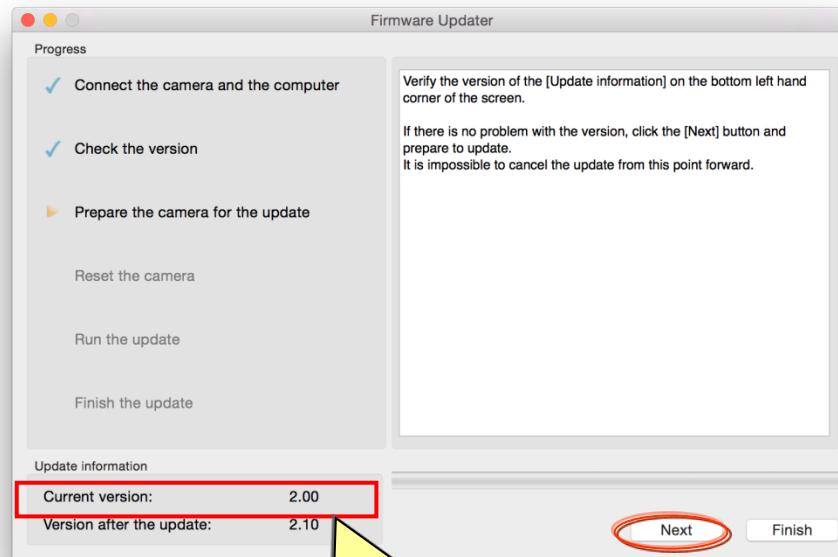 Firmware Updater
Progress
Connect the camera and the computer
Check the version
Prepare the camera for the update
Reset the camera
Run the update
Finish the update
Verify the version of the [Update information] on the bottom left hand
corner of the screen.
If there is no problem with the version, click the [Next] button and
prepare to update.
It is impossible to cancel the update from this point forward.
Update information
Current version: 2.00
Version after the update: 2.10
Next
Finish